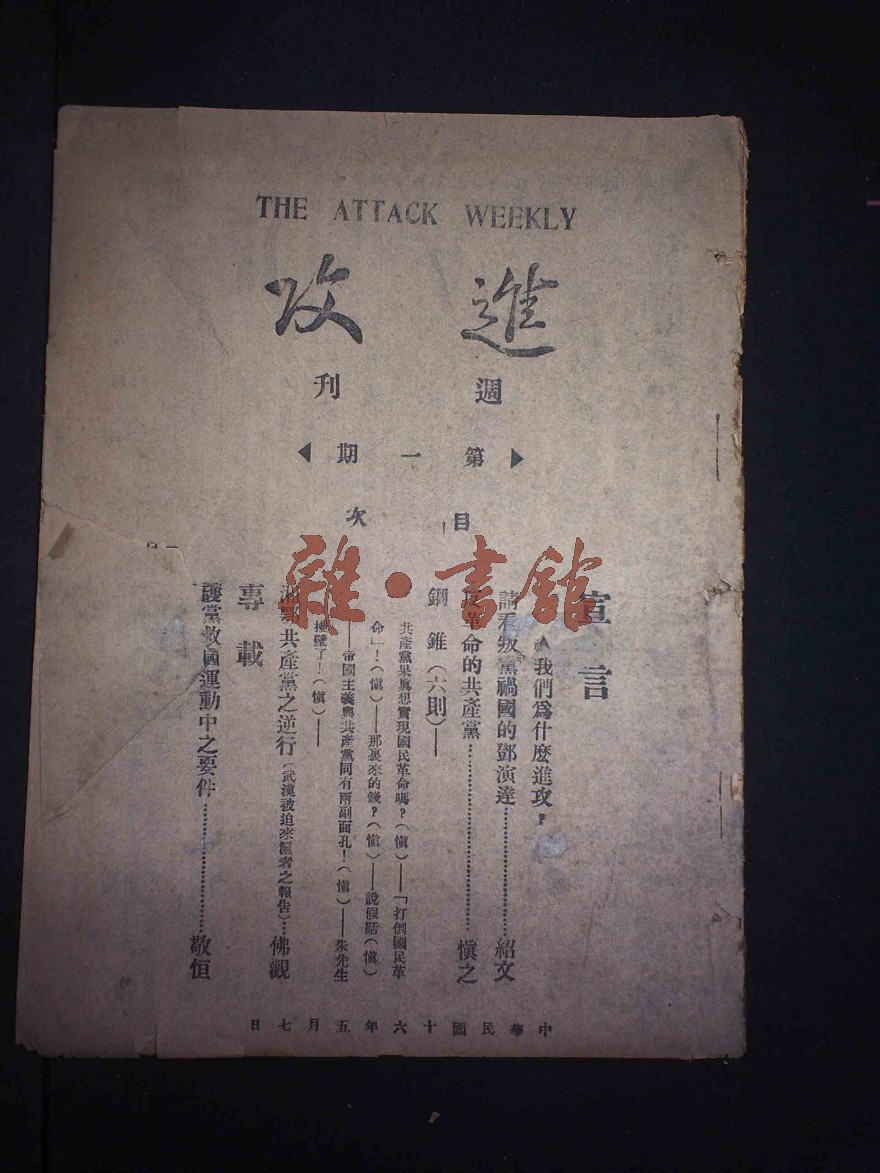 THE ATTACK WEEKLY
進攻
週刊
第一期
目次
宣言
我們為什麼進攻？
請看叛黨禍國的鄧演達⋯⋯紹文
反革命的共產黨⋯⋯慎之
鋼錐（六則）——
共產黨果眞想實現國民革命嗎？（愼）——「打倒國民革
命」！（愼）——那裏來的錢？（愼）——說假話（愼）
——帝國主義與共產黨同有兩副面孔！（愼）——朱先生
撞壁了！（愼）——
湘鄂共產黨之逆行（武漢被迫來滬者之報告）⋯佛觀
專載
護黨救國運動中之要件⋯⋯敬恒
中華民國十六年五月七日
雜·書館